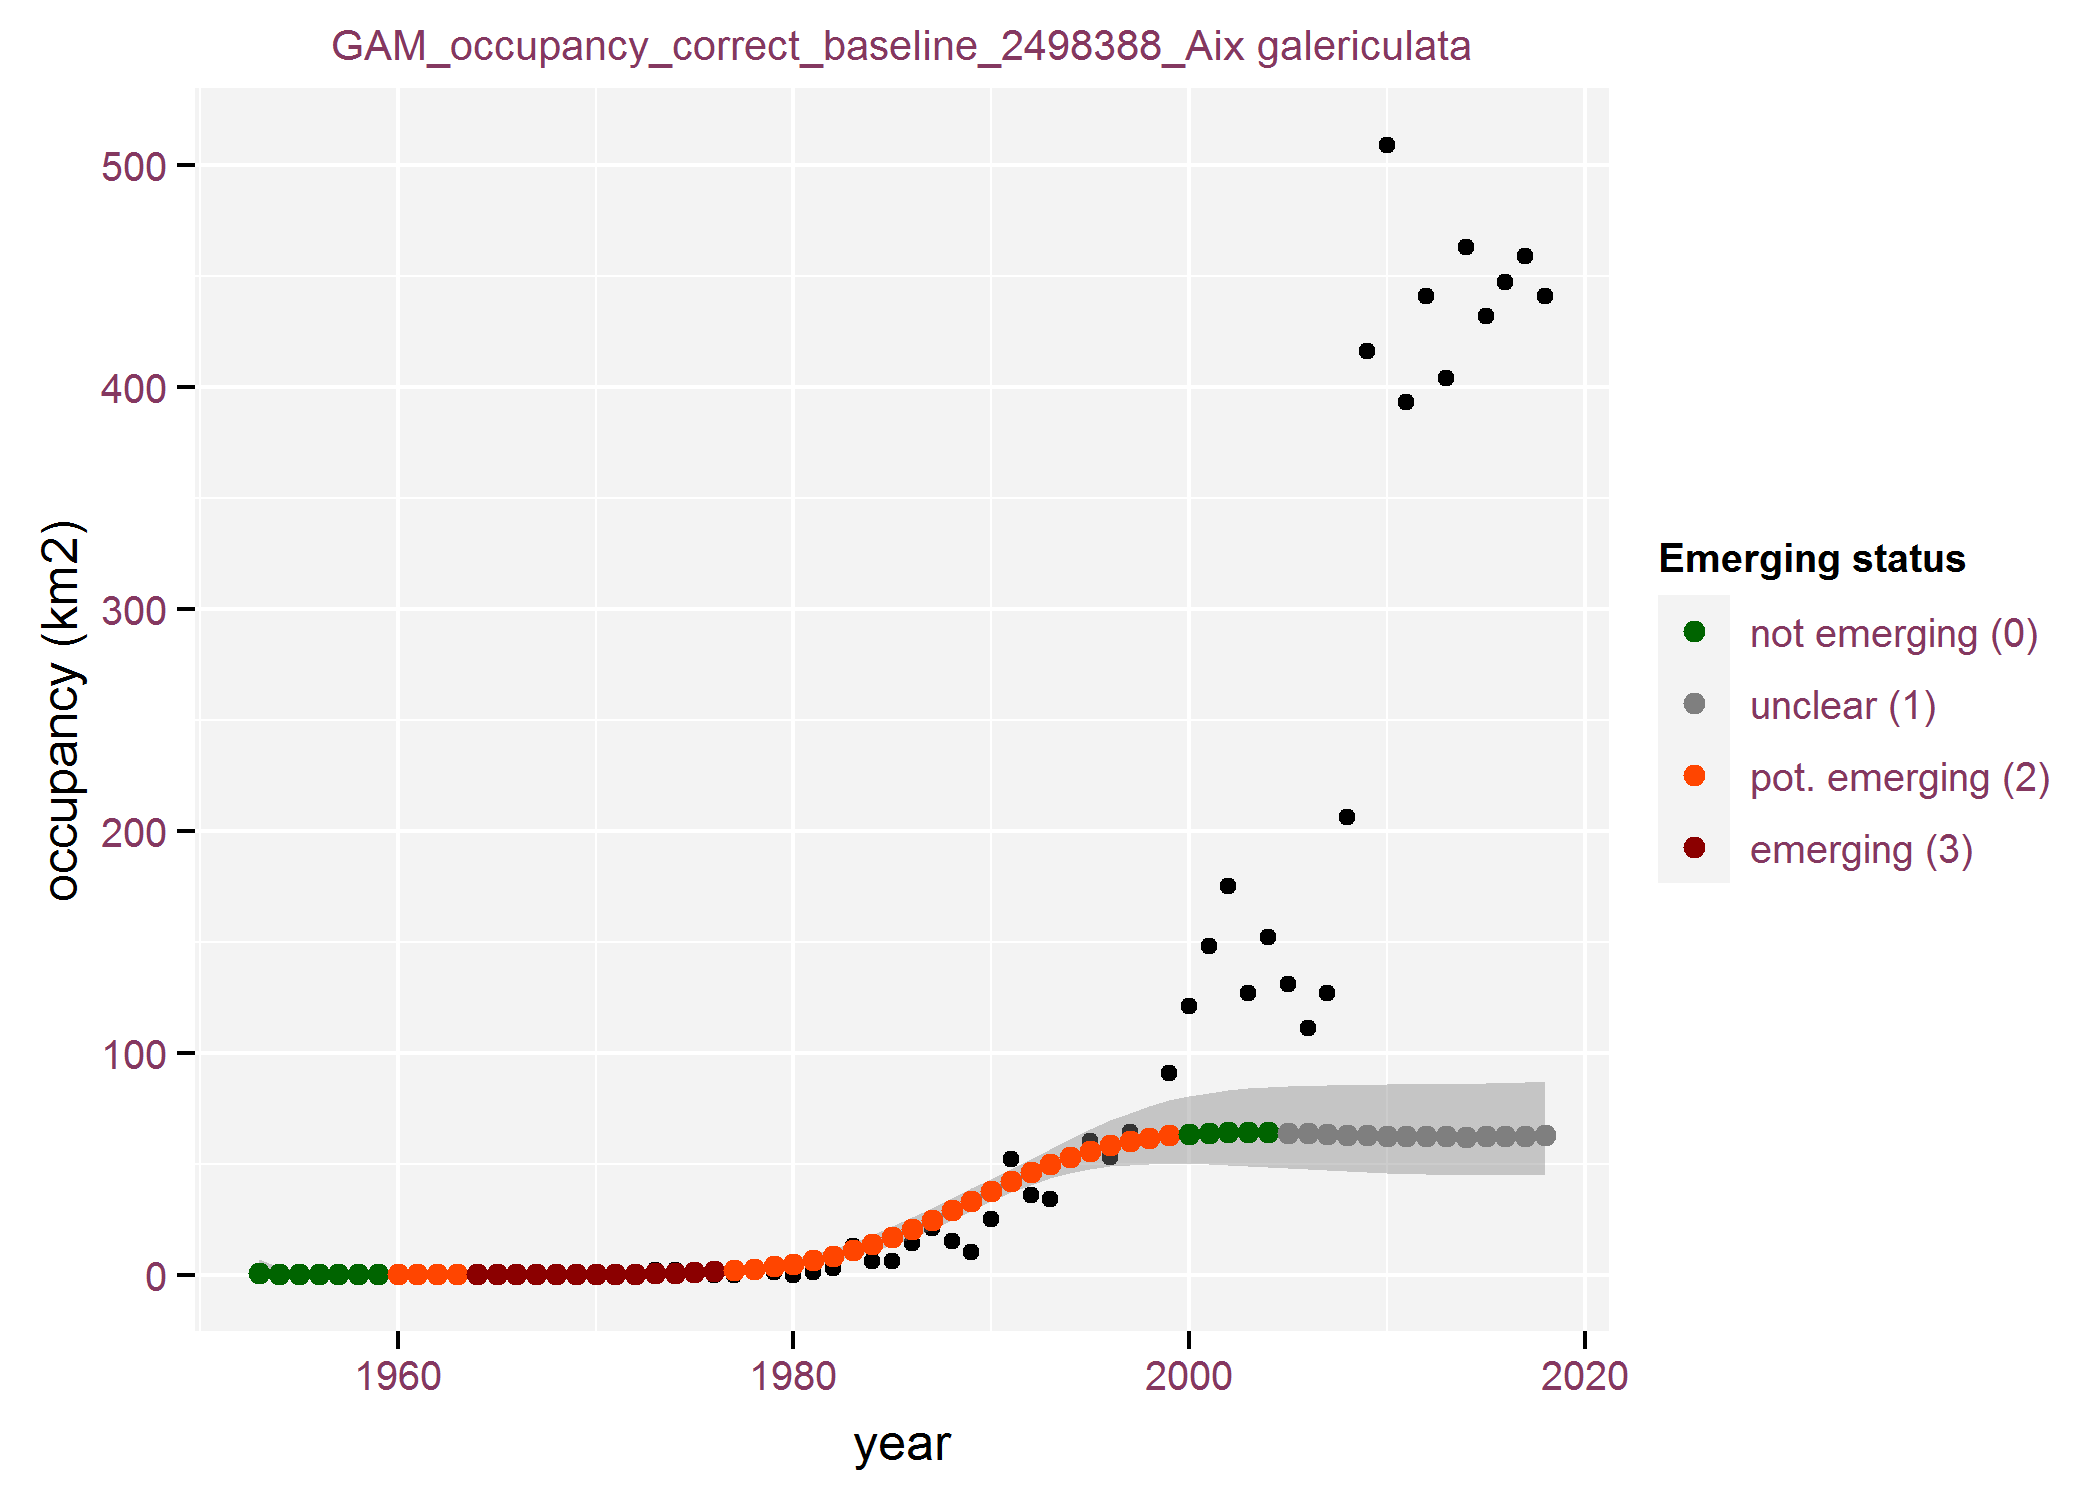 GAM_occupancy_correct_baseline_2498388_Aix galericulata
500
400
300
200
100
0
occupancy (km2)
1960
1980
2000
2020
year
Emerging status
not emerging (0)
unclear (1)
pot. emerging (2)
emerging (3)